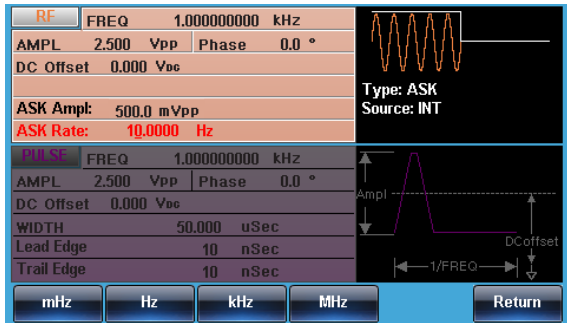 RF FREQ 1.000000000 kHz
AMPL 2.500 Vpp Phase 0.0 °
DC Offset 0.000 VDC
ASK Ampl: 500.0 mVpp
ASK Rate: 10.0000 Hz
Type: ASK
Source: INT
PULSE FREQ 1.000000000 kHz
AMPL 2.500 Vpp Phase 0.0 °
DC Offset 0.000 VDC
WIDTH 50.000 uSec
Lead Edge 10 nSec
Trail Edge 10 nSec
Ampl
DCoffset
1/FREQ
mHz Hz kHz MHz Return